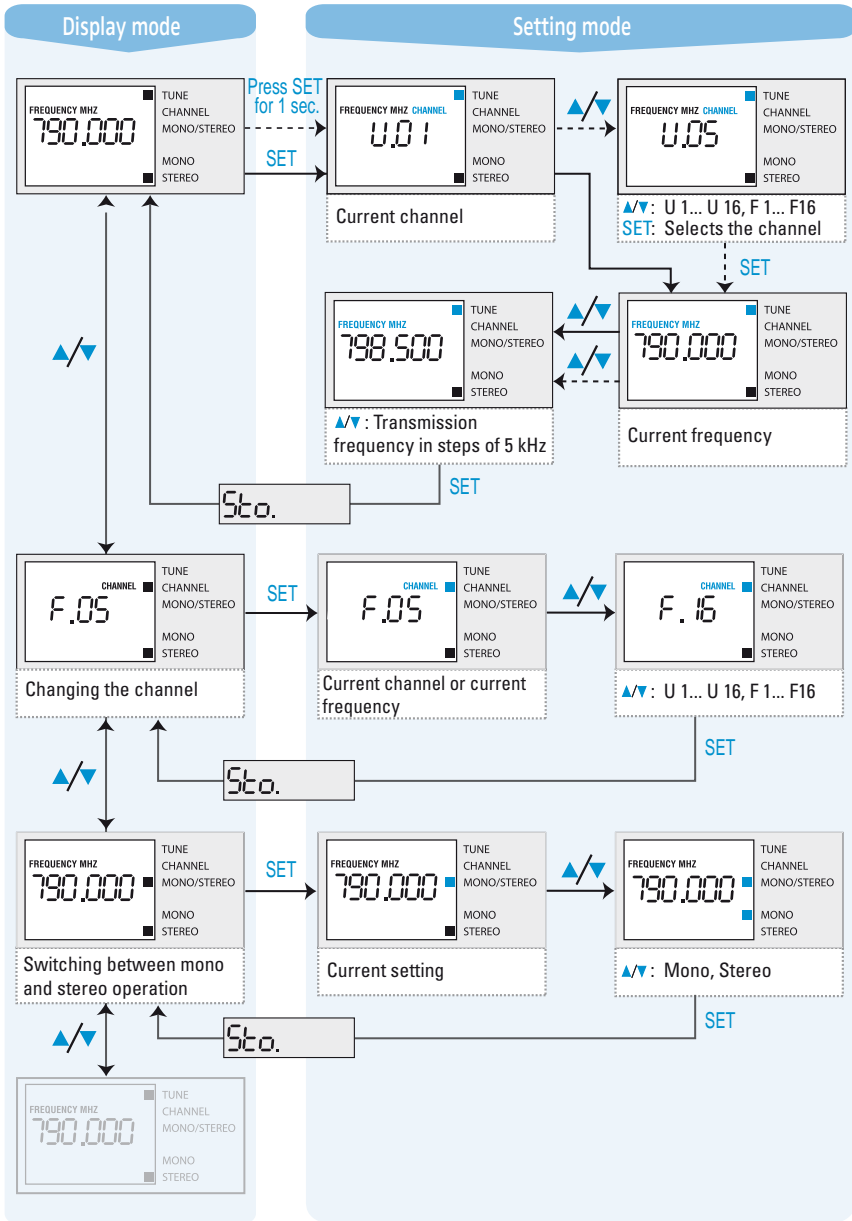 Display mode
Setting mode
FREQUENCY MHZ
790.000
TUNE
CHANNEL
MONO/STEREO
MONO
STEREO
Press SET
for 1 sec.
SET
FREQUENCY MHZ CHANNEL
U.01
TUNE
CHANNEL
MONO/STEREO
MONO
STEREO
Current channel
▲/▼
FREQUENCY MHZ CHANNEL
U.05
TUNE
CHANNEL
MONO/STEREO
MONO
STEREO
▲/▼: U 1... U 16, F 1... F16
SET: Selects the channel
SET
FREQUENCY MHZ
790.000
TUNE
CHANNEL
MONO/STEREO
MONO
STEREO
Current frequency
▲/▼
▲/▼
FREQUENCY MHZ
798.500
TUNE
CHANNEL
MONO/STEREO
MONO
STEREO
▲/▼ : Transmission
frequency in steps of 5 kHz
SET
Sto.
▲/▼
CHANNEL
F.05
TUNE
CHANNEL
MONO/STEREO
MONO
STEREO
Changing the channel
SET
CHANNEL
F.05
TUNE
CHANNEL
MONO/STEREO
MONO
STEREO
Current channel or current
frequency
▲/▼
CHANNEL
F. 16
TUNE
CHANNEL
MONO/STEREO
MONO
STEREO
▲/▼: U 1... U 16, F 1... F16
SET
Sto.
▲/▼
FREQUENCY MHZ
790.000
TUNE
CHANNEL
MONO/STEREO
MONO
STEREO
Switching between mono
and stereo operation
SET
FREQUENCY MHZ
790.000
TUNE
CHANNEL
MONO/STEREO
MONO
STEREO
Current setting
▲/▼
FREQUENCY MHZ
790.000
TUNE
CHANNEL
MONO/STEREO
MONO
STEREO
▲/▼: Mono, Stereo
SET
Sto.
▲/▼
FREQUENCY MHZ
790.000
TUNE
CHANNEL
MONO/STEREO
MONO
STEREO